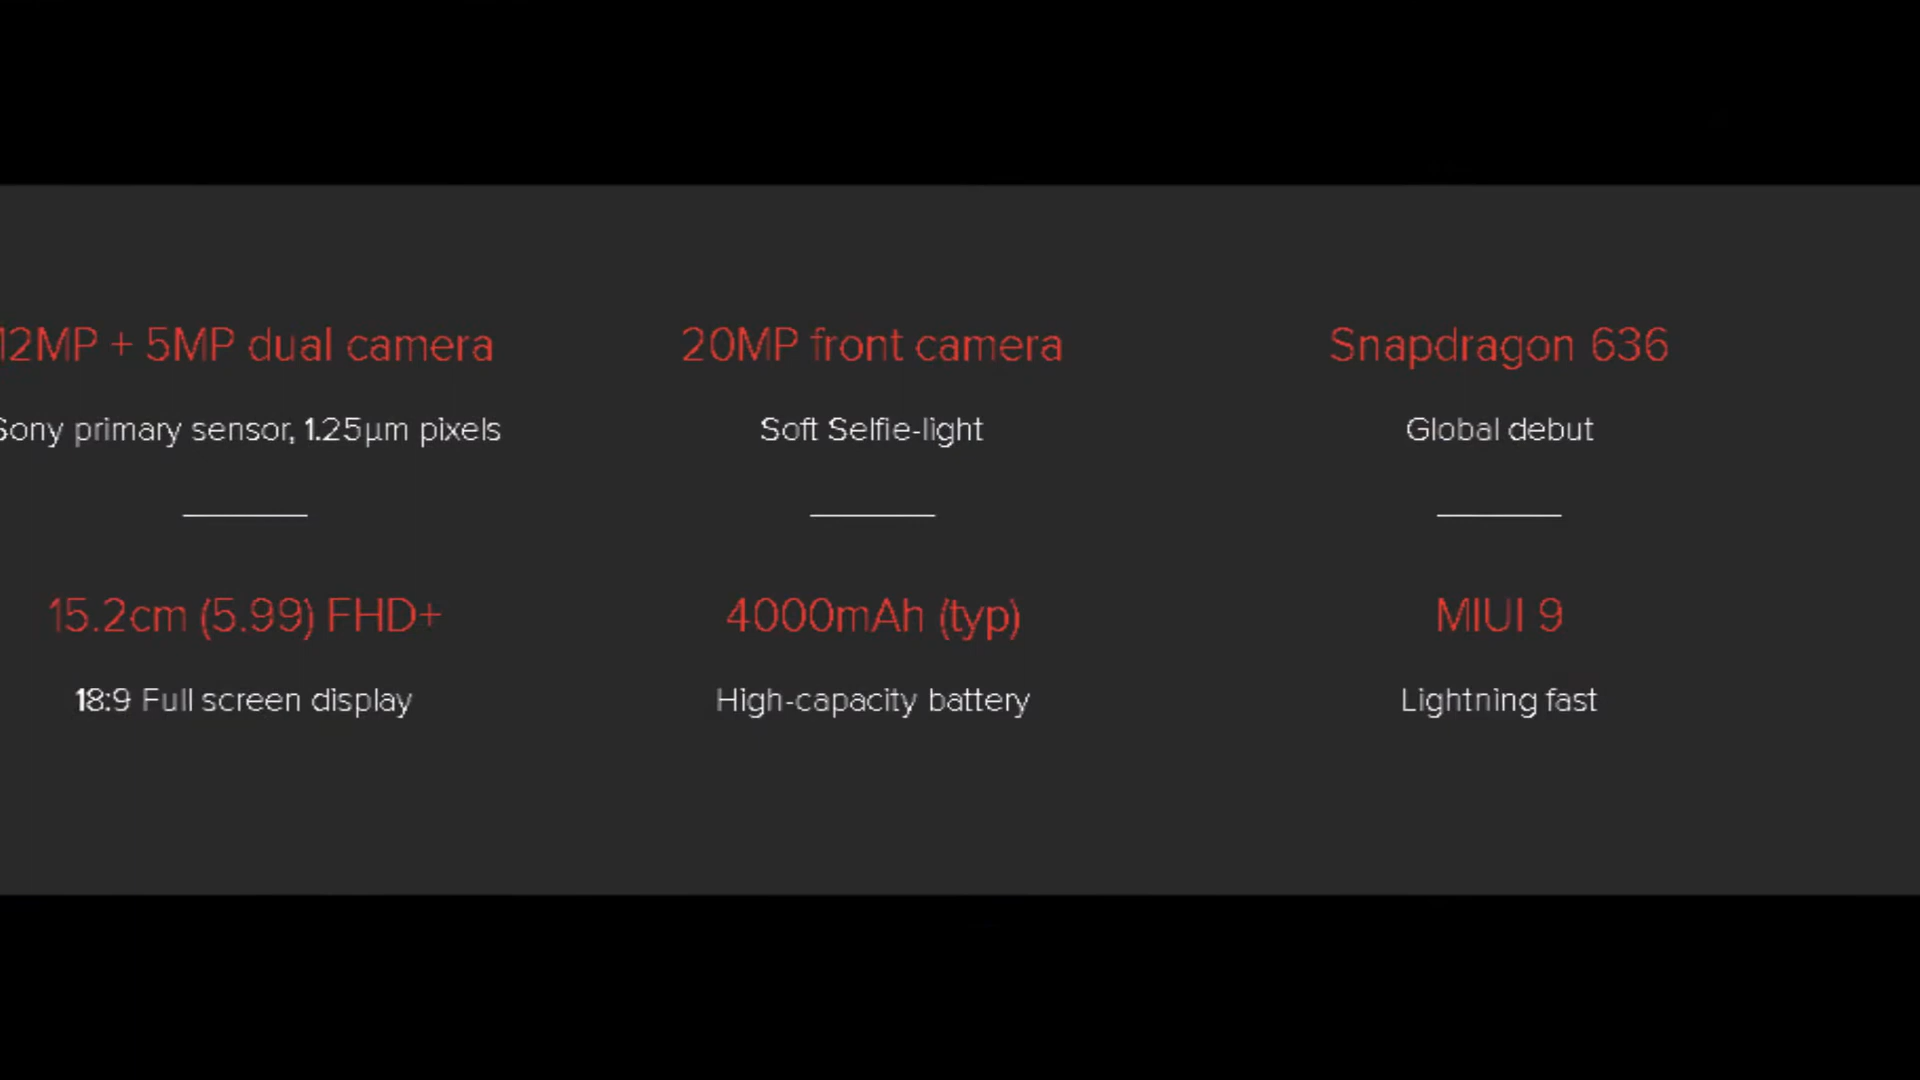 12MP + 5MP dual camera
Sony primary sensor, 1.25µm pixels
20MP front camera
Soft Selfie-light
Snapdragon 636
Global debut
15.2cm (5.99) FHD+
18:9 Full screen display
4000mAh (typ)
High-capacity battery
MIUI 9
Lightning fast